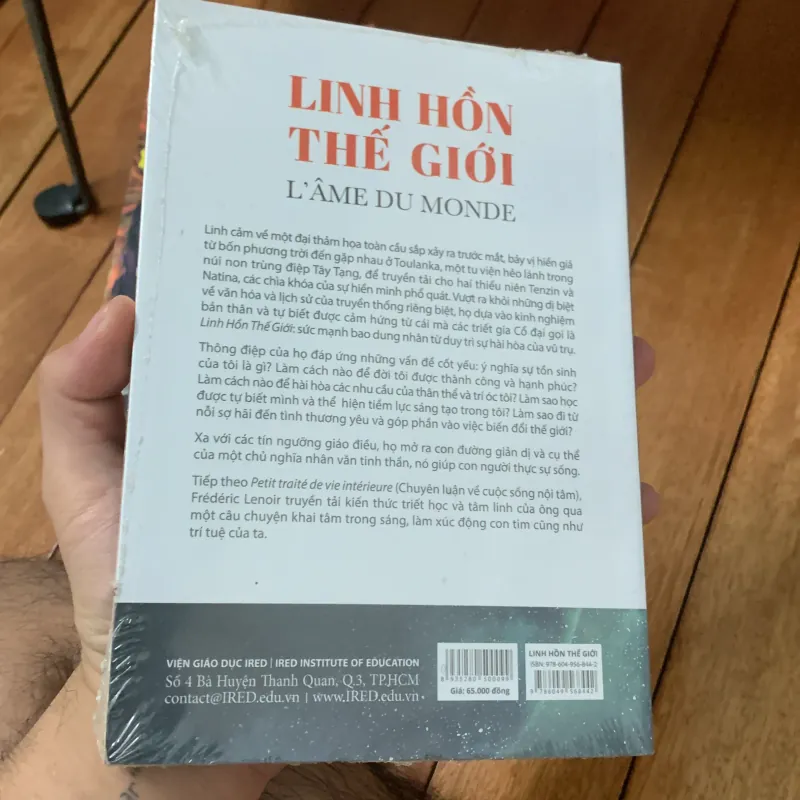 LINH HỒN
THẾ GIỚI
L'ÂME DU MONDE
Linh cảm về một đại thảm họa toàn cầu sắp xảy ra trước mắt, bảy vị hiền giả
từ bốn phương trời đến gặp nhau ở Toulanka, một tu viện hẻo lánh trong
núi non trùng điệp Tây Tạng, để truyền tải cho hai thiếu niên Tenzin và
Natina, các chìa khóa của sự hiền minh phổ quát. Vượt ra khỏi những dị biệt
về văn hóa và lịch sử của truyền thống riêng biệt, họ dựa vào kinh nghiệm
bản thân và tự biết được cảm hứng từ cái mà các triết gia Cổ đại gọi là
Linh Hồn Thế Giới: sức mạnh bao dung nhân từ duy trì sự hài hòa của vũ trụ.
Thông điệp của họ đáp ứng những vấn đề cốt yếu: ý nghĩa sự tồn sinh
của tôi là gì? Làm cách nào để đời tôi được thành công và hạnh phúc?
Làm cách nào để hài hòa các nhu cầu của thân thể và trí óc tôi? Làm sao học
được tự biết mình và thể hiện tiềm lực sáng tạo trong tôi? Làm sao đi từ
nỗi sợ hãi đến tình thương yêu và góp phần vào việc biến đổi thế giới?
Xa với các tín ngưỡng giáo điều, họ mở ra con đường giản dị và cụ thể
của một chủ nghĩa nhân văn tinh thần, nó giúp con người thực sự sống.
Tiếp theo Petit traité de vie intérieure (Chuyên luận về cuộc sống nội tâm),
Frédéric Lenoir truyền tải kiến thức triết học và tâm linh của ông qua
một câu chuyện khai tâm trong sáng, làm xúc động con tim cũng như
trí tuệ của ta.
VIỆN GIÁO DỤC IRED | IRED INSTITUTE OF EDUCATION
Số 4 Bà Huyện Thanh Quan, Q.3, TP.HCM
contact@IRED.edu.vn | www.IRED.edu.vn
8 935280 300049
Giá: 65.000 đồng
LINH HỒN THẾ GIỚI
ISBN: 978-604-956-844-2
9 786049 568442